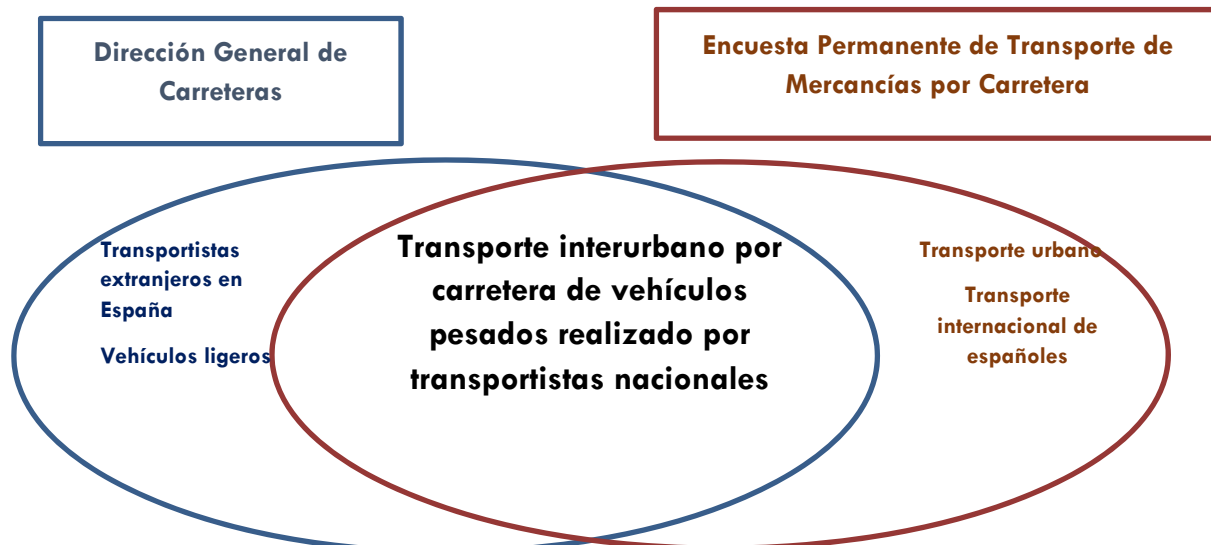 Dirección General de
Carreteras
Encuesta Permanente de Transporte de
Mercancías por Carretera
Transportistas
extranjeros en
España
Vehículos ligeros
Transporte interurbano por
carretera de vehículos
pesados realizado por
transportistas nacionales
Transporte urbano
Transporte
internacional de
españoles